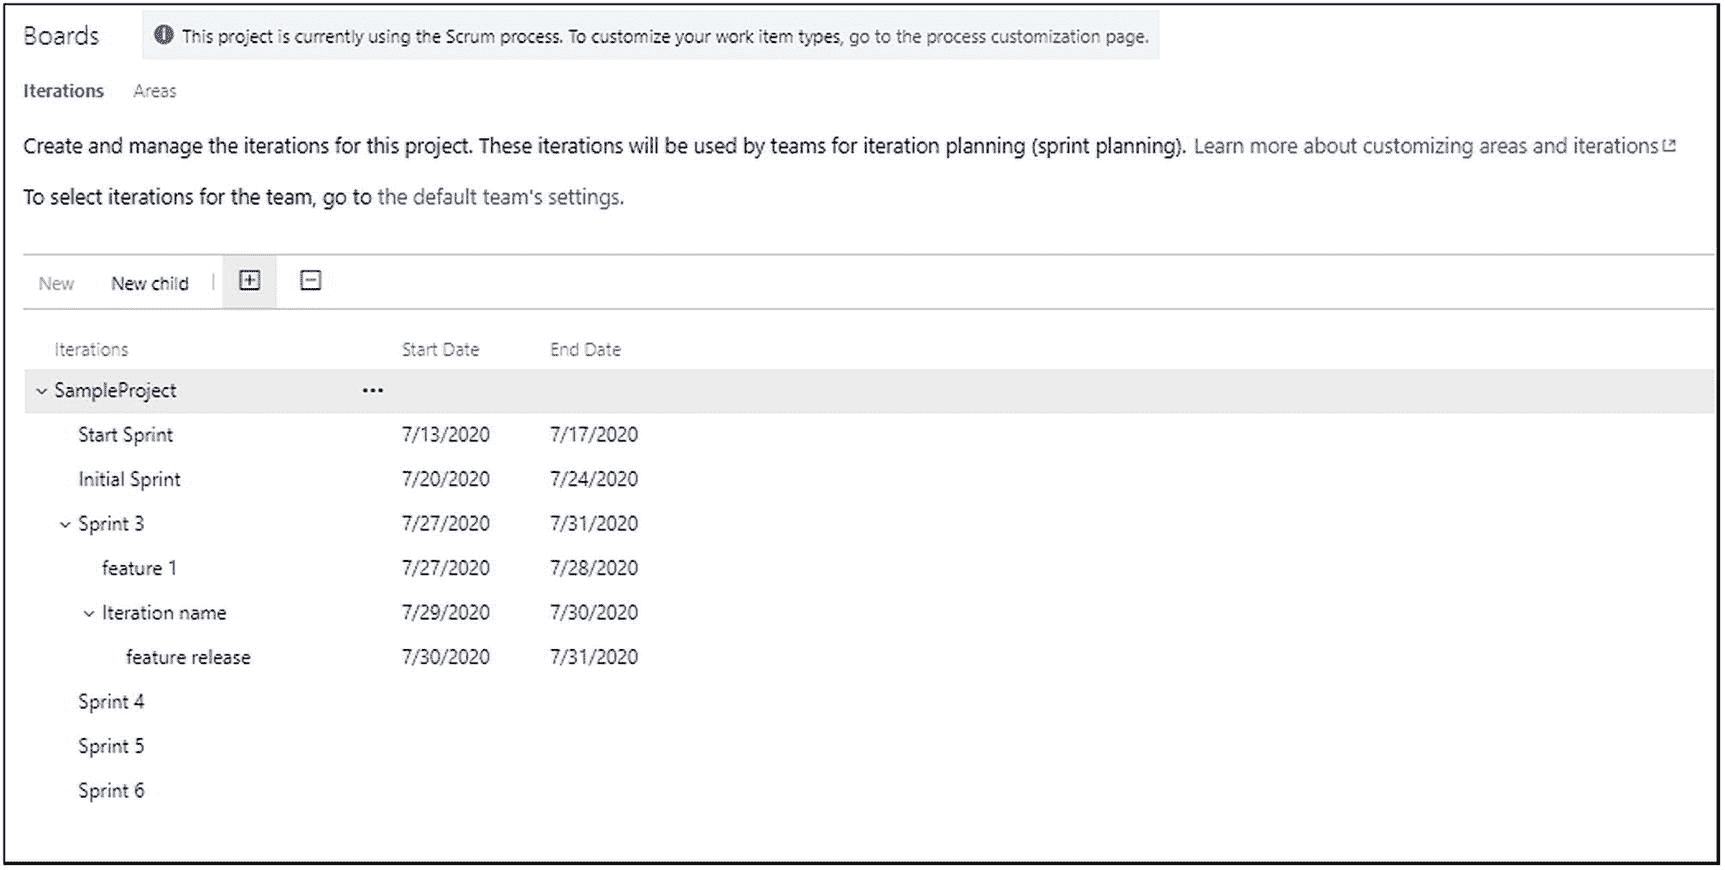 Boards
This project is currently using the Scrum process. To customize your work item types, go to the process customization page.
Iterations Areas
Create and manage the iterations for this project. These iterations will be used by teams for iteration planning (sprint planning). Learn more about customizing areas and iterations
To select iterations for the team, go to the default team's settings.
New New child
Iterations Start Date End Date
SampleProject
Start Sprint 7/13/2020 7/17/2020
Initial Sprint 7/20/2020 7/24/2020
Sprint 3 7/27/2020 7/31/2020
feature 1 7/27/2020 7/28/2020
Iteration name 7/29/2020 7/30/2020
feature release 7/30/2020 7/31/2020
Sprint 4
Sprint 5
Sprint 6